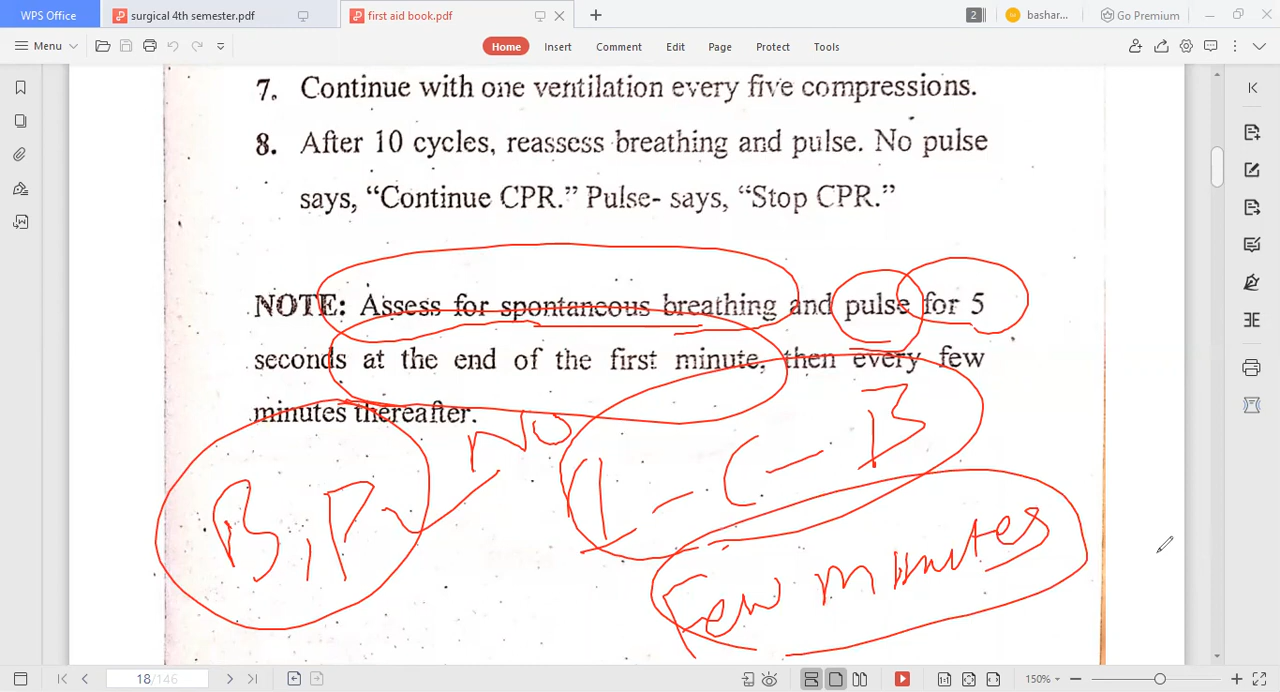 WPS Office
surgical 4th semester.pdf
first aid book.pdf
2
bashar...
Go Premium
Menu
Home Insert Comment Edit Page Protect Tools
7. Continue with one ventilation every five compressions.
8. After 10 cycles, reassess breathing and pulse. No pulse
says, “Continue CPR.” Pulse- says, “Stop CPR.”
NOTE: Assess for spontaneous breathing and pulse for 5
seconds at the end of the first minute, then every few
minutes thereafter.
NO
1 - C - B
B, P
Few minutes
18/146
150%